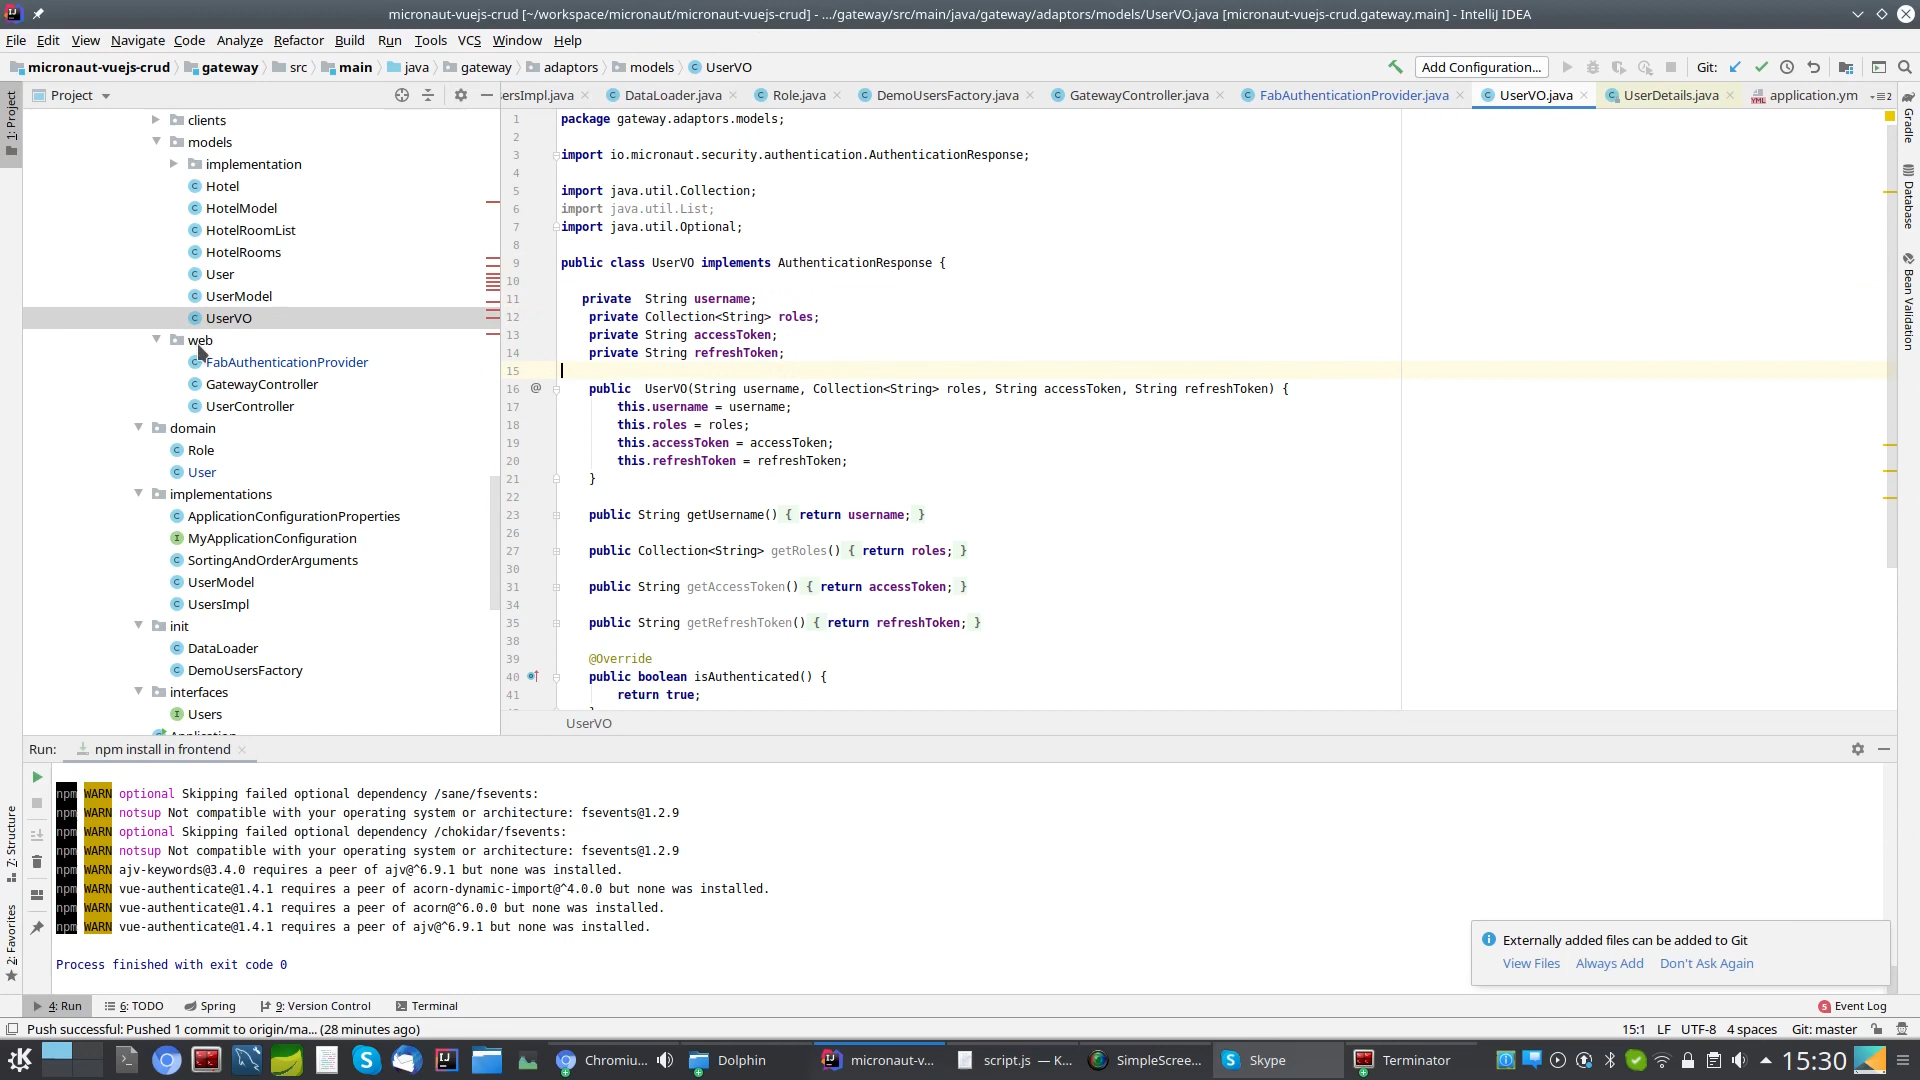 micronaut-vuejs-crud [~/workspace/micronaut/micronaut-vuejs-crud] - .../gateway/src/main/java/gateway/adaptors/models/UserVO.java [micronaut-vuejs-crud.gateway.main] - IntelliJ IDEA
File Edit View Navigate Code Analyze Refactor Build Run Tools VCS Window Help
micronaut-vuejs-crud gateway src main java gateway adaptors models UserVO Add Configuration... Git:
Project ersImpl.java DataLoader.java Role.java DemoUsersFactory.java GatewayController.java FabAuthenticationProvider.java UserVO.java UserDetails.java application.ym
1: Project
clients
models
implementation
Hotel
HotelModel
HotelRoomList
HotelRooms
User
UserModel
UserVO
web
FabAuthenticationProvider
GatewayController
UserController
domain
Role
User
implementations
ApplicationConfigurationProperties
MyApplicationConfiguration
SortingAndOrderArguments
UserModel
UsersImpl
init
DataLoader
DemoUsersFactory
interfaces
Users
1 package gateway.adaptors.models;
2
3 import io.micronaut.security.authentication.AuthenticationResponse;
4
5 import java.util.Collection;
6 import java.util.List;
7 import java.util.Optional;
8
9 public class UserVO implements AuthenticationResponse {
10
11 private  String username;
12 private Collection<String> roles;
13 private String accessToken;
14 private String refreshToken;
15
16 @ public  UserVO(String username, Collection<String> roles, String accessToken, String refreshToken) {
17 this.username = username;
18 this.roles = roles;
19 this.accessToken = accessToken;
20 this.refreshToken = refreshToken;
21 }
22
23 public String getUsername() { return username; }
26
27 public Collection<String> getRoles() { return roles; }
30
31 public String getAccessToken() { return accessToken; }
34
35 public String getRefreshToken() { return refreshToken; }
38
39 @Override
40 public boolean isAuthenticated() {
41 return true;
UserVO
Gradle
Database
Bean Validation
Run: npm install in frontend
npm WARN optional Skipping failed optional dependency /sane/fsevents:
npm WARN notsup Not compatible with your operating system or architecture: fsevents@1.2.9
npm WARN optional Skipping failed optional dependency /chokidar/fsevents:
npm WARN notsup Not compatible with your operating system or architecture: fsevents@1.2.9
npm WARN ajv-keywords@3.4.0 requires a peer of ajv@^6.9.1 but none was installed.
npm WARN vue-authenticate@1.4.1 requires a peer of acorn-dynamic-import@^4.0.0 but none was installed.
npm WARN vue-authenticate@1.4.1 requires a peer of acorn@^6.0.0 but none was installed.
npm WARN vue-authenticate@1.4.1 requires a peer of ajv@^6.9.1 but none was installed.
Process finished with exit code 0
7: Structure
2: Favorites
Externally added files can be added to Git
View Files Always Add Don't Ask Again
4: Run 6: TODO Spring 9: Version Control Terminal 5 Event Log
Push successful: Pushed 1 commit to origin/ma... (28 minutes ago) 15:1 LF UTF-8 4 spaces Git: master
Chromiu... Dolphin micronaut-v... script.js — K... SimpleScree... Skype Terminator 15:30